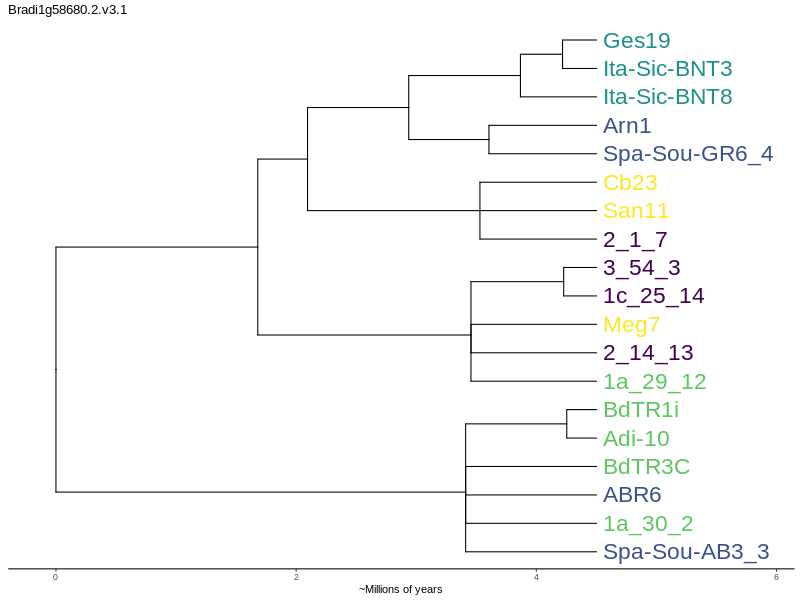 Bradi1g58680.2.v3.1
Ges19
Ita-Sic-BNT3
Ita-Sic-BNT8
Arn1
Spa-Sou-GR6_4
Cb23
San11
2_1_7
3_54_3
1c_25_14
Meg7
2_14_13
1a_29_12
BdTR1i
Adi-10
BdTR3C
ABR6
1a_30_2
Spa-Sou-AB3_3
0 2 4 6
~Millions of years